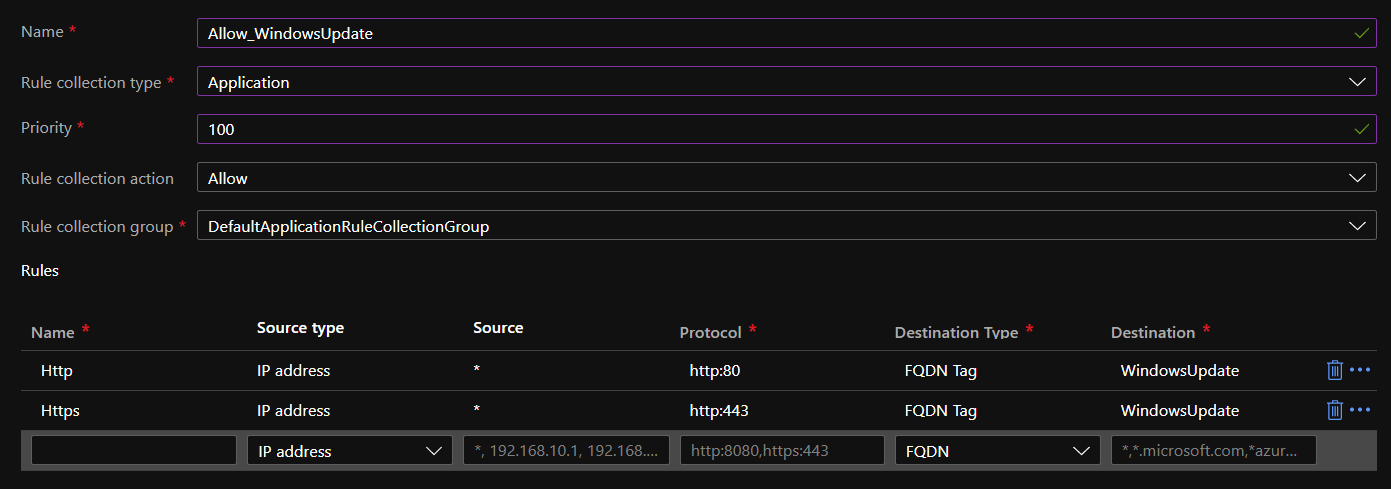 Name *
Allow_WindowsUpdate
Rule collection type *
Application
Priority *
100
Rule collection action
Allow
Rule collection group *
DefaultApplicationRuleCollectionGroup
Rules
Name * Source type Source Protocol * Destination Type * Destination *
Http IP address * http:80 FQDN Tag WindowsUpdate
Https IP address * http:443 FQDN Tag WindowsUpdate
IP address *, 192.168.10.1, 192.168.... http:8080,https:443 FQDN *,*.microsoft.com,*azur...